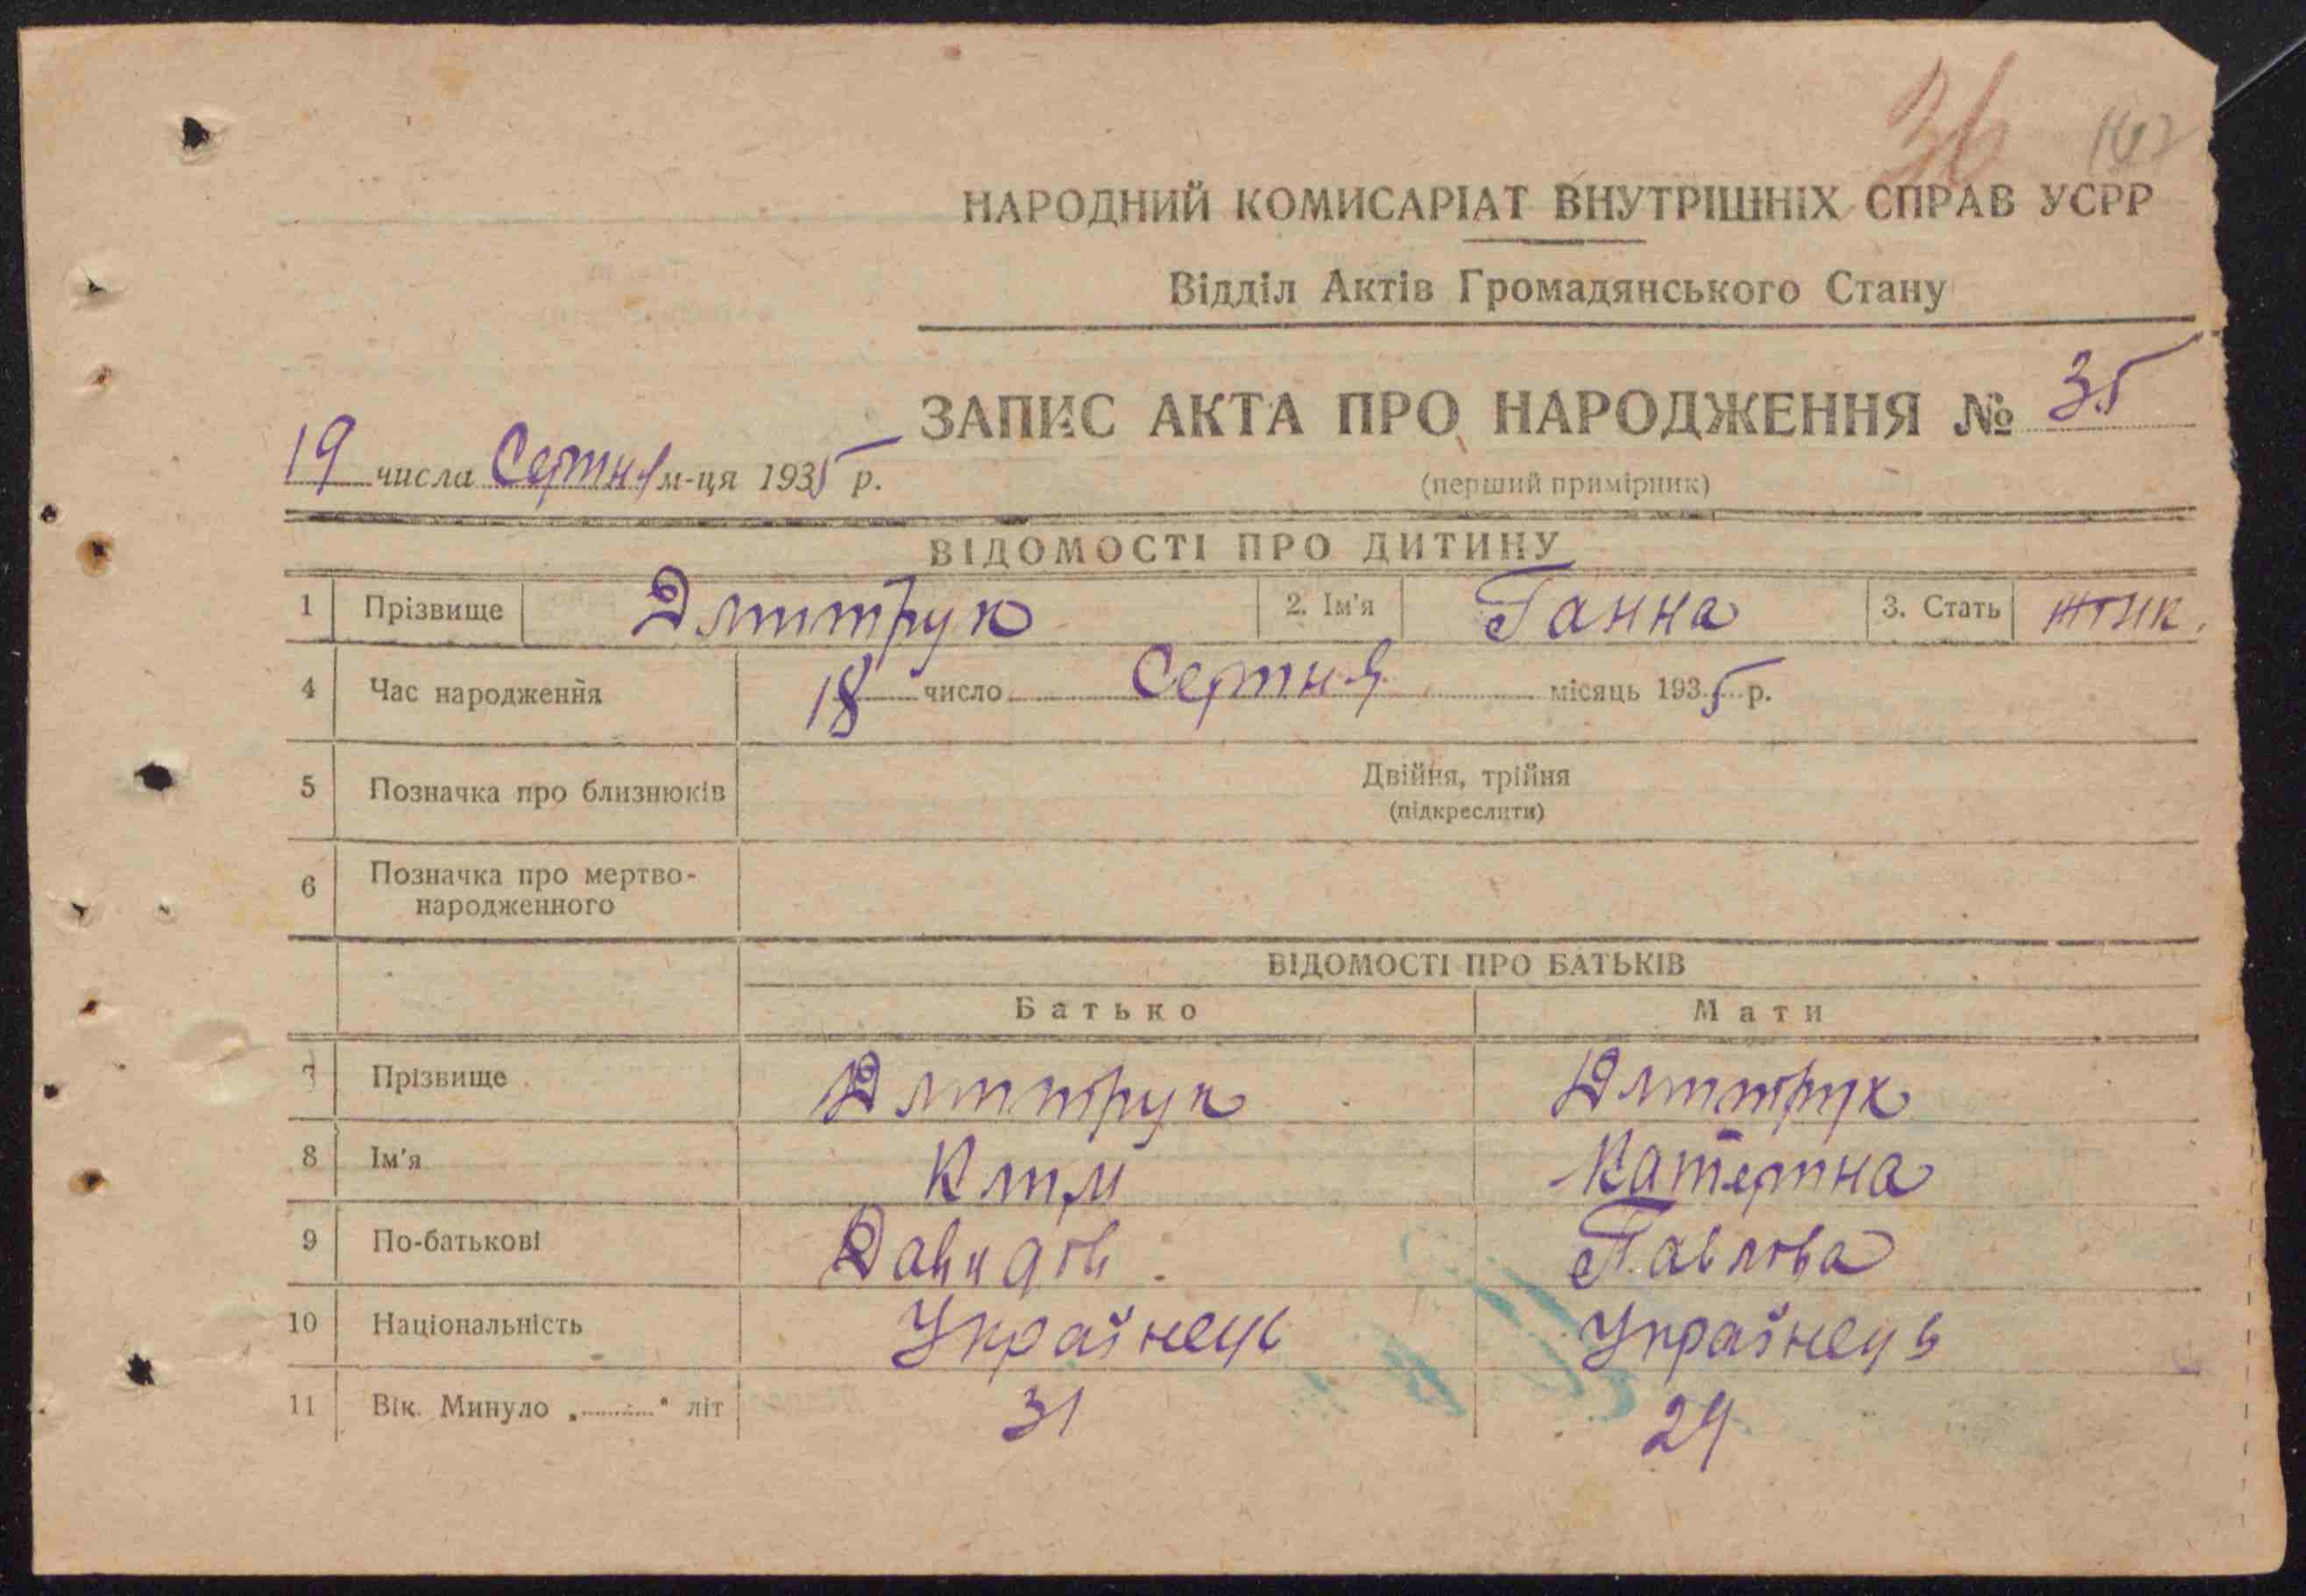 36 147
НАРОДНИЙ КОМИСАРІАТ ВНУТРІШНІХ СПРАВ УСРР
Відділ Актів Громадянського Стану
ЗАПИС АКТА ПРО НАРОДЖЕННЯ № 35
19 числа Серпня м-ця 1935 р.
(перший примірник)
ВІДОМОСТІ ПРО ДИТИНУ
1 Прізвище Дмитрук 2. Ім'я Ганна 3. Стать жінк.
4 Час народження 18 число Серпня місяць 1935 р.
5 Позначка про близнюків Двійня, трійня
(підкреслити)
6 Позначка про мертво-
народженного
ВІДОМОСТІ ПРО БАТЬКІВ
Батько Мати
7 Прізвище Дмитрук Дмитрук
8 Ім'я Клим Катерина
9 По-батькові Давидов. Павлова
10 Національність Українець Українець
11 Вік. Минуло „........" літ 31 29